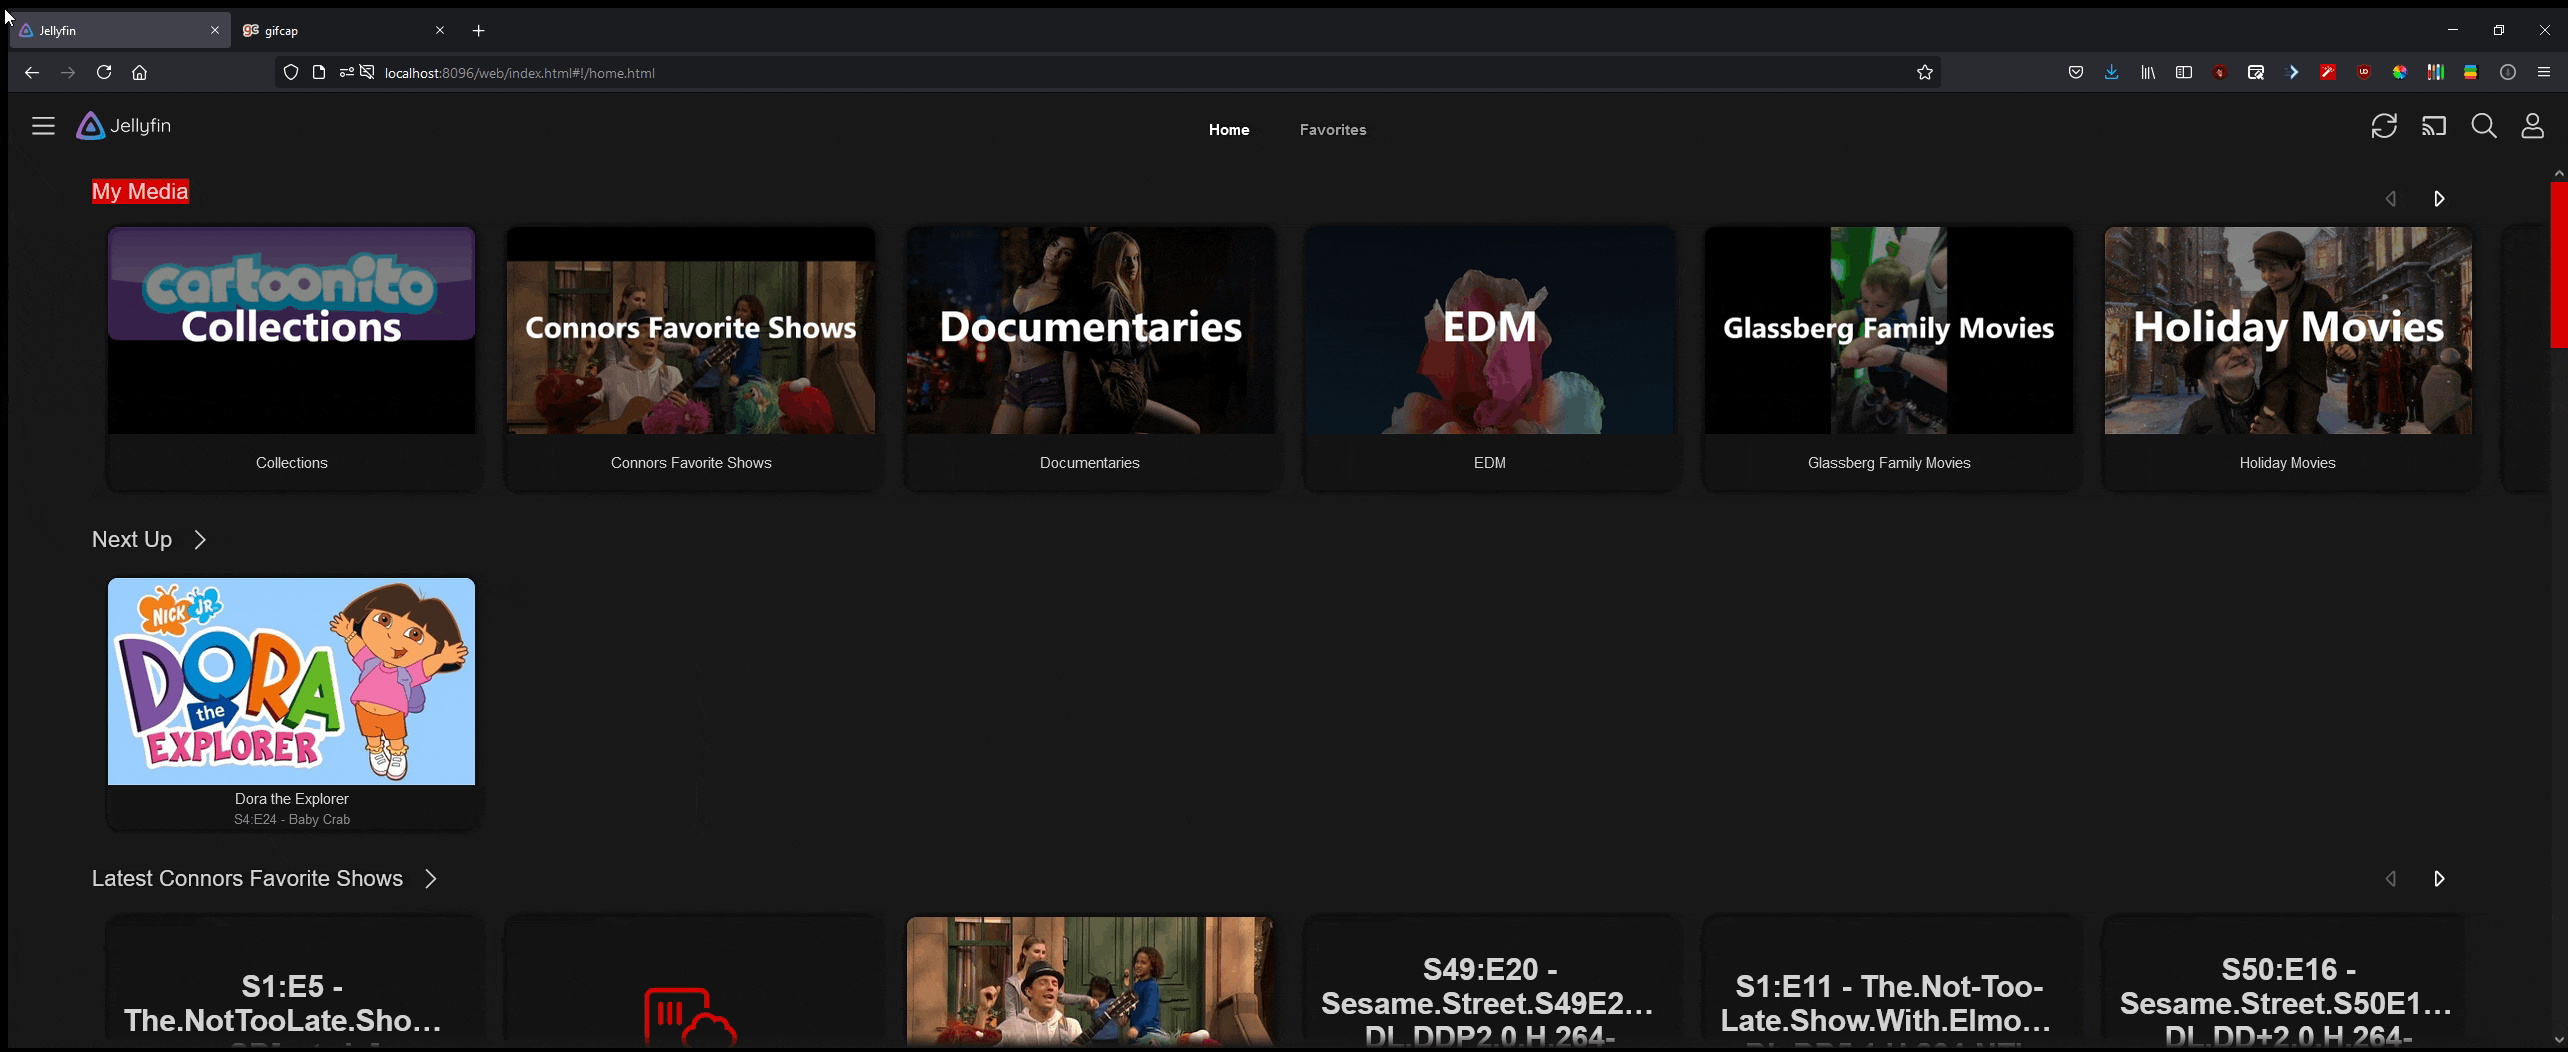 Jellyfin
gifcap
localhost:8096/web/index.html#!/home.html
Jellyfin
Home
Favorites
My Media
cartoonito
Collections
Connors Favorite Shows
Documentaries
EDM
Glassberg Family Movies
Holiday Movies
Collections
Connors Favorite Shows
Documentaries
EDM
Glassberg Family Movies
Holiday Movies
Next Up
NICK JR
DORA
the
EXPLORER
Dora the Explorer
S4:E24 - Baby Crab
Latest Connors Favorite Shows
S1:E5 -
The.NotTooLate.Sho...
S49:E20 -
Sesame.Street.S49E2...
DL.DDP2.0.H.264-
S1:E11 - The.Not-Too-
Late.Show.With.Elmo...
S50:E16 -
Sesame.Street.S50E1...
DL.DD+2.0.H.264-